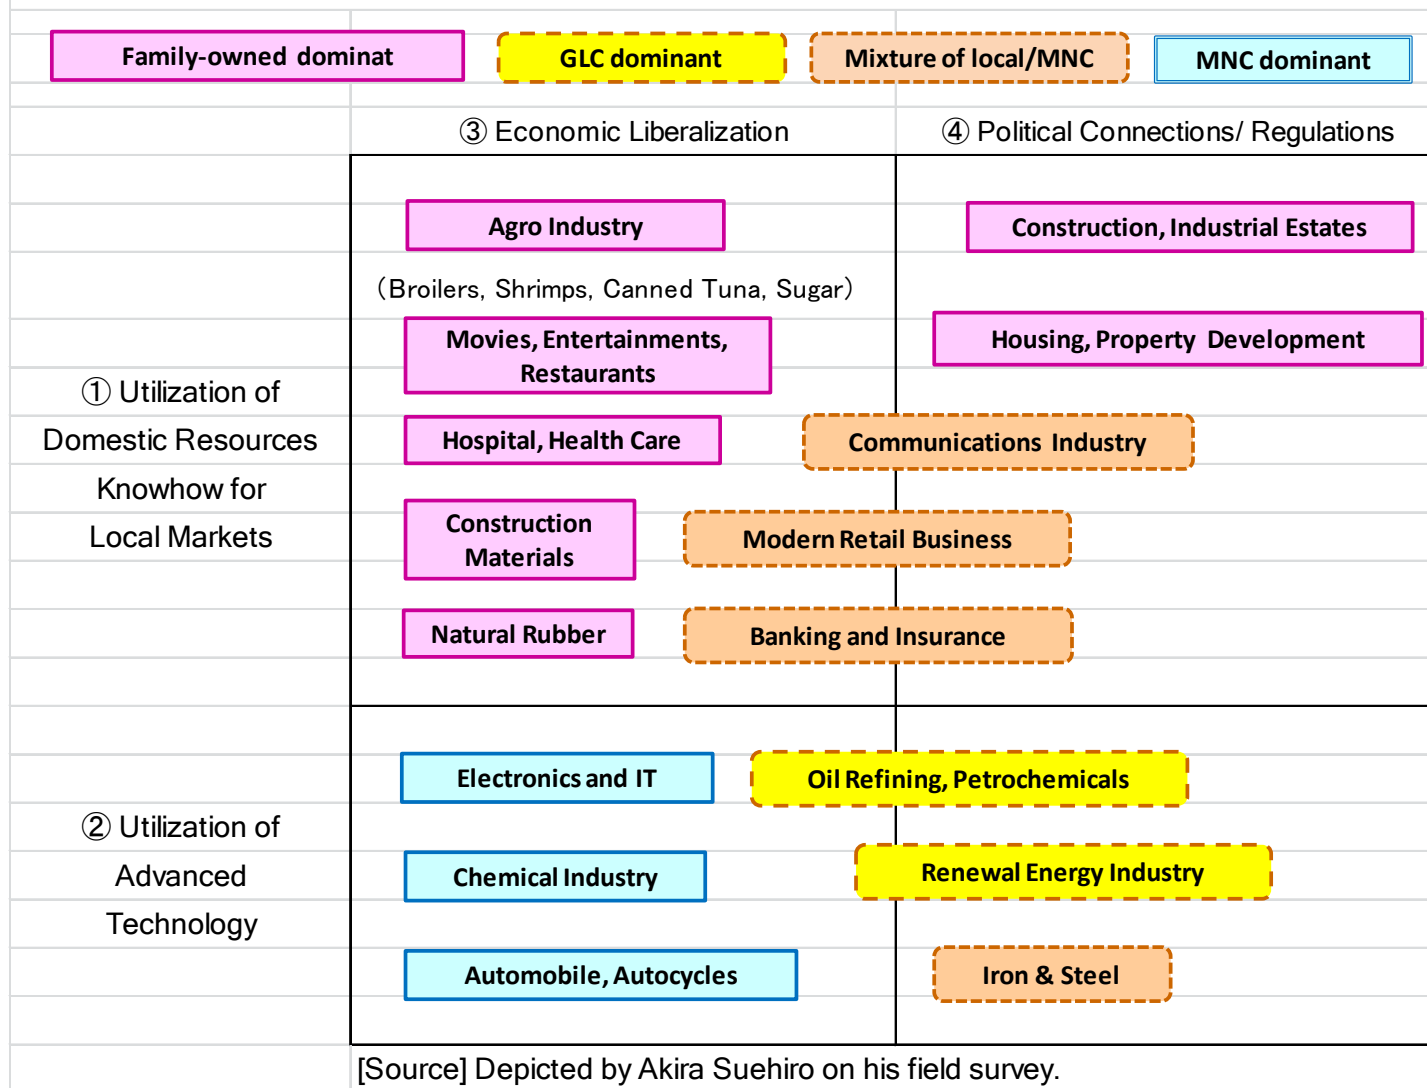 Family-owned dominat
GLC dominant
Mixture of local/MNC
MNC dominant
③ Economic Liberalization
④ Political Connections/ Regulations
① Utilization of
Domestic Resources
Knowhow for
Local Markets
Agro Industry
(Broilers, Shrimps, Canned Tuna, Sugar)
Movies, Entertainments,
Restaurants
Hospital, Health Care
Construction
Materials
Natural Rubber
Construction, Industrial Estates
Housing, Property Development
Communications Industry
Modern Retail Business
Banking and Insurance
② Utilization of
Advanced
Technology
Electronics and IT
Chemical Industry
Automobile, Autocycles
Oil Refining, Petrochemicals
Renewal Energy Industry
Iron & Steel
[Source] Depicted by Akira Suehiro on his field survey.